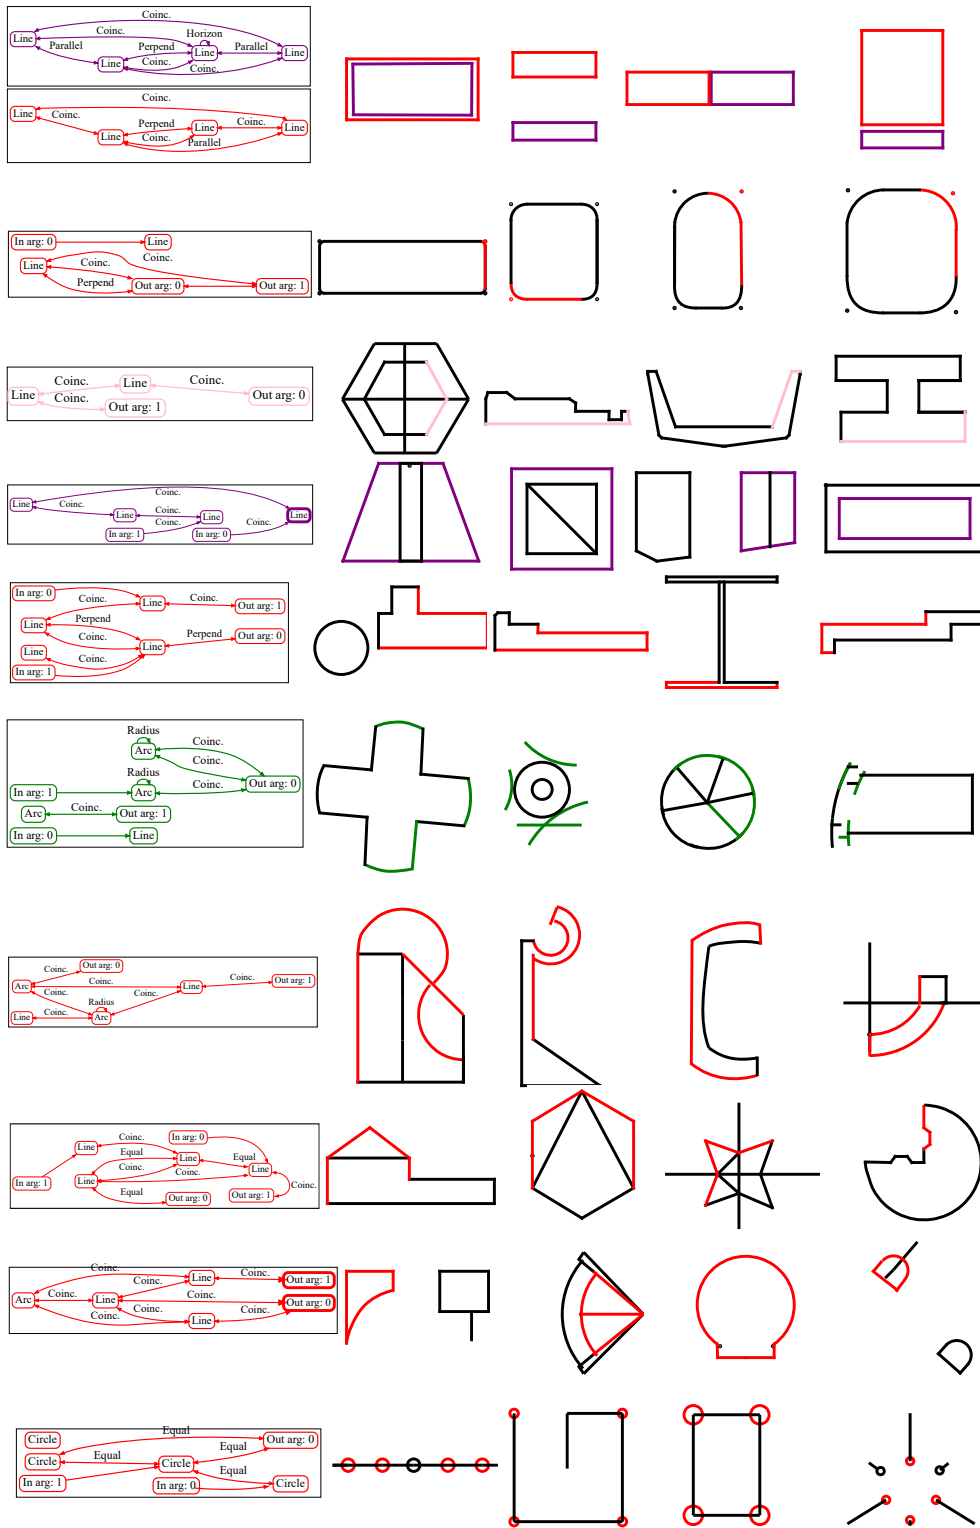 Coinc.
Line
Coinc.
Horizon
Parallel
Perpend
Line
Parallel
Line
Line
Coinc.
Coinc.
Coinc.
Line
Coinc.
Perpend
Line
Coinc.
Line
Line
Coinc.
Parallel
In arg: 0
Line
Coinc.
Line
Coinc.
Perpend
Out arg: 0
Out arg: 1
Coinc.
Line
Coinc.
Line
Coinc.
Out arg: 0
Out arg: 1
Coinc.
Line
Coinc.
Line
Coinc.
Line
Line
Coinc.
Coinc.
In arg: 1
In arg: 0
In arg: 0
Coinc.
Line
Coinc.
Out arg: 1
Line
Perpend
Coinc.
Line
Perpend
Out arg: 0
Line
Coinc.
In arg: 1
Radius
Arc
Coinc.
Coinc.
Radius
In arg: 1
Arc
Coinc.
Out arg: 0
Arc
Coinc.
Out arg: 1
In arg: 0
Line
Coinc.
Out arg: 0
Arc
Coinc.
Line
Coinc.
Out arg: 1
Coinc.
Radius
Coinc.
Line
Coinc.
Arc
Coinc.
In arg: 0
Line
Equal
Line
Equal
Line
In arg: 1
Line
Coinc.
Coinc.
Equal
Out arg: 0
Out arg: 1
Coinc.
Coinc.
Line
Coinc.
Out arg: 1
Coinc.
Arc
Coinc.
Line
Coinc.
Out arg: 0
Coinc.
Coinc.
Line
Coinc.
Equal
Circle
Out arg: 0
Circle
Equal
Circle
Equal
In arg: 1
In arg: 0
Equal
Circle